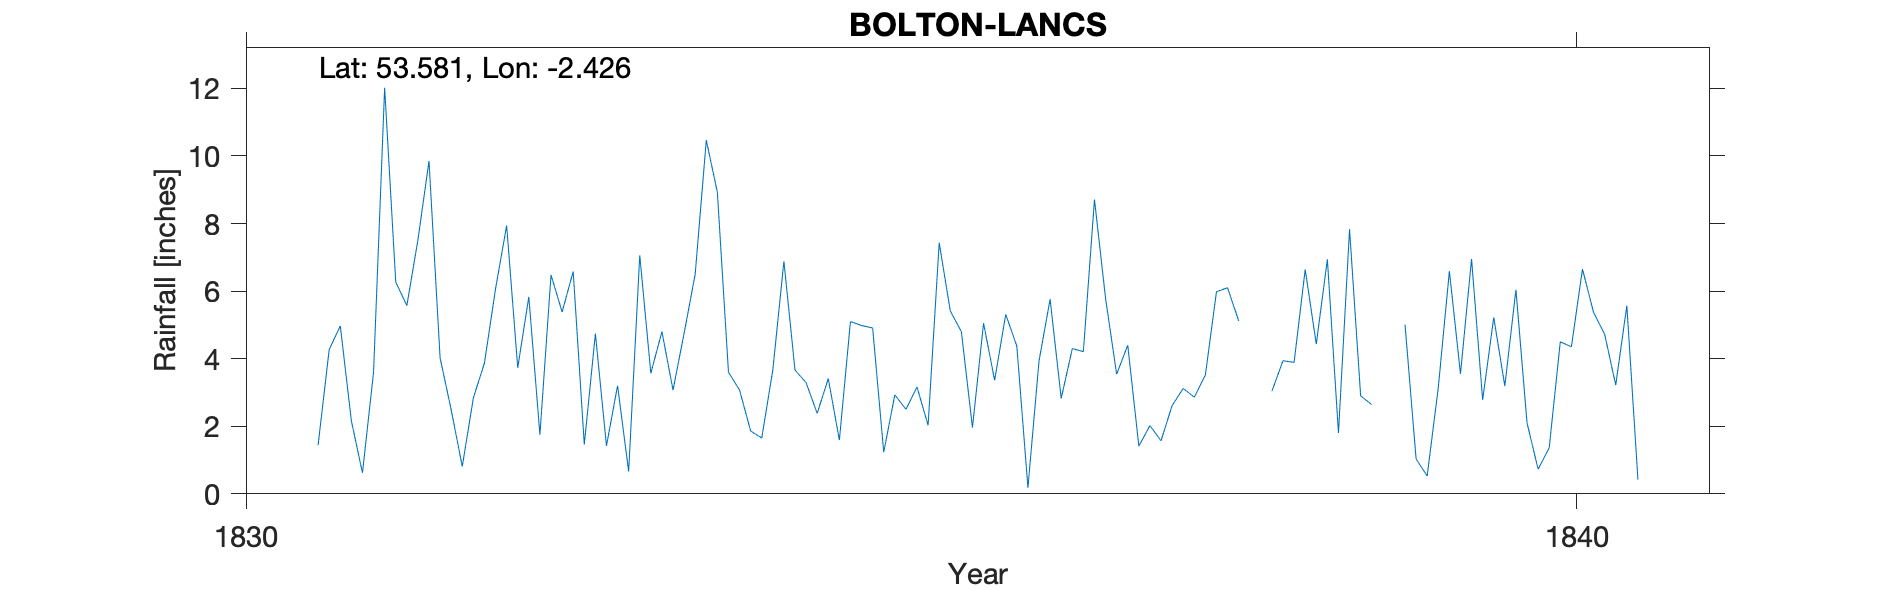 BOLTON-LANCS
Lat: 53.581, Lon: -2.426
12
10
8
6
4
2
0
Rainfall [inches]
1830
1840
Year